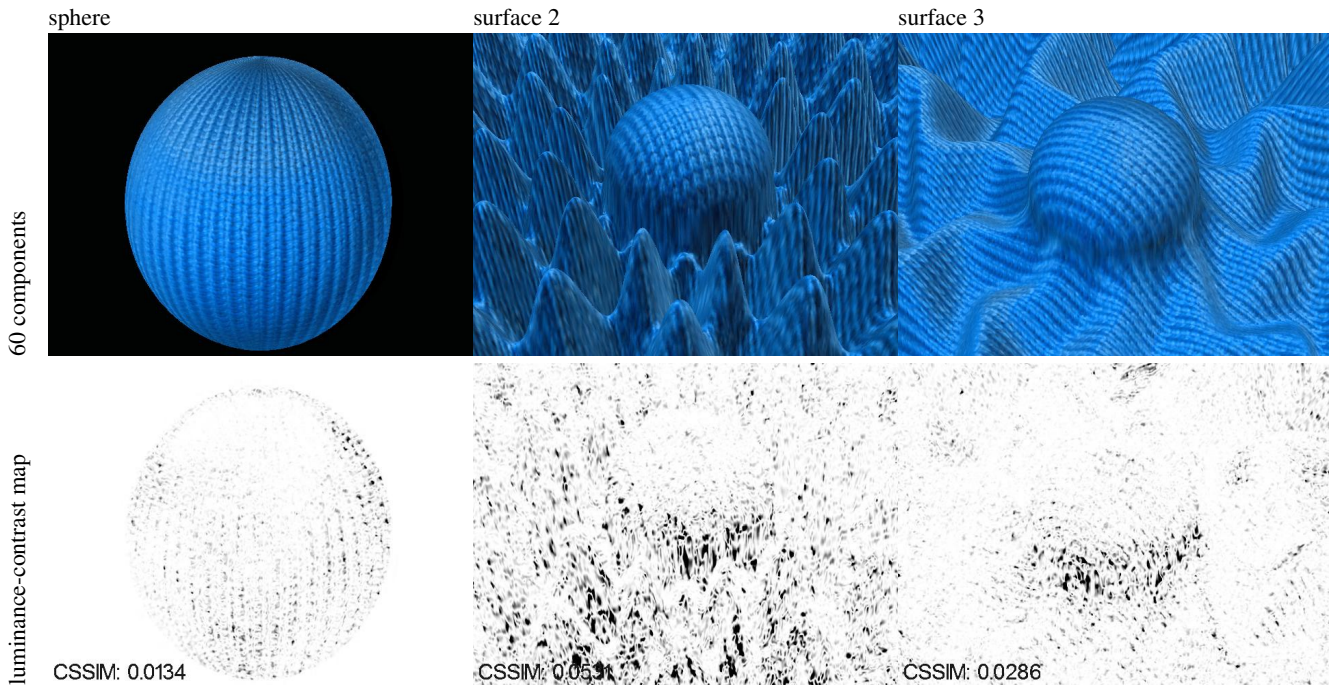 sphere
surface 2
surface 3
60 components
luminance-contrast map
CSSIM: 0.0134
CSSIM:
CSSIM: 0.0286